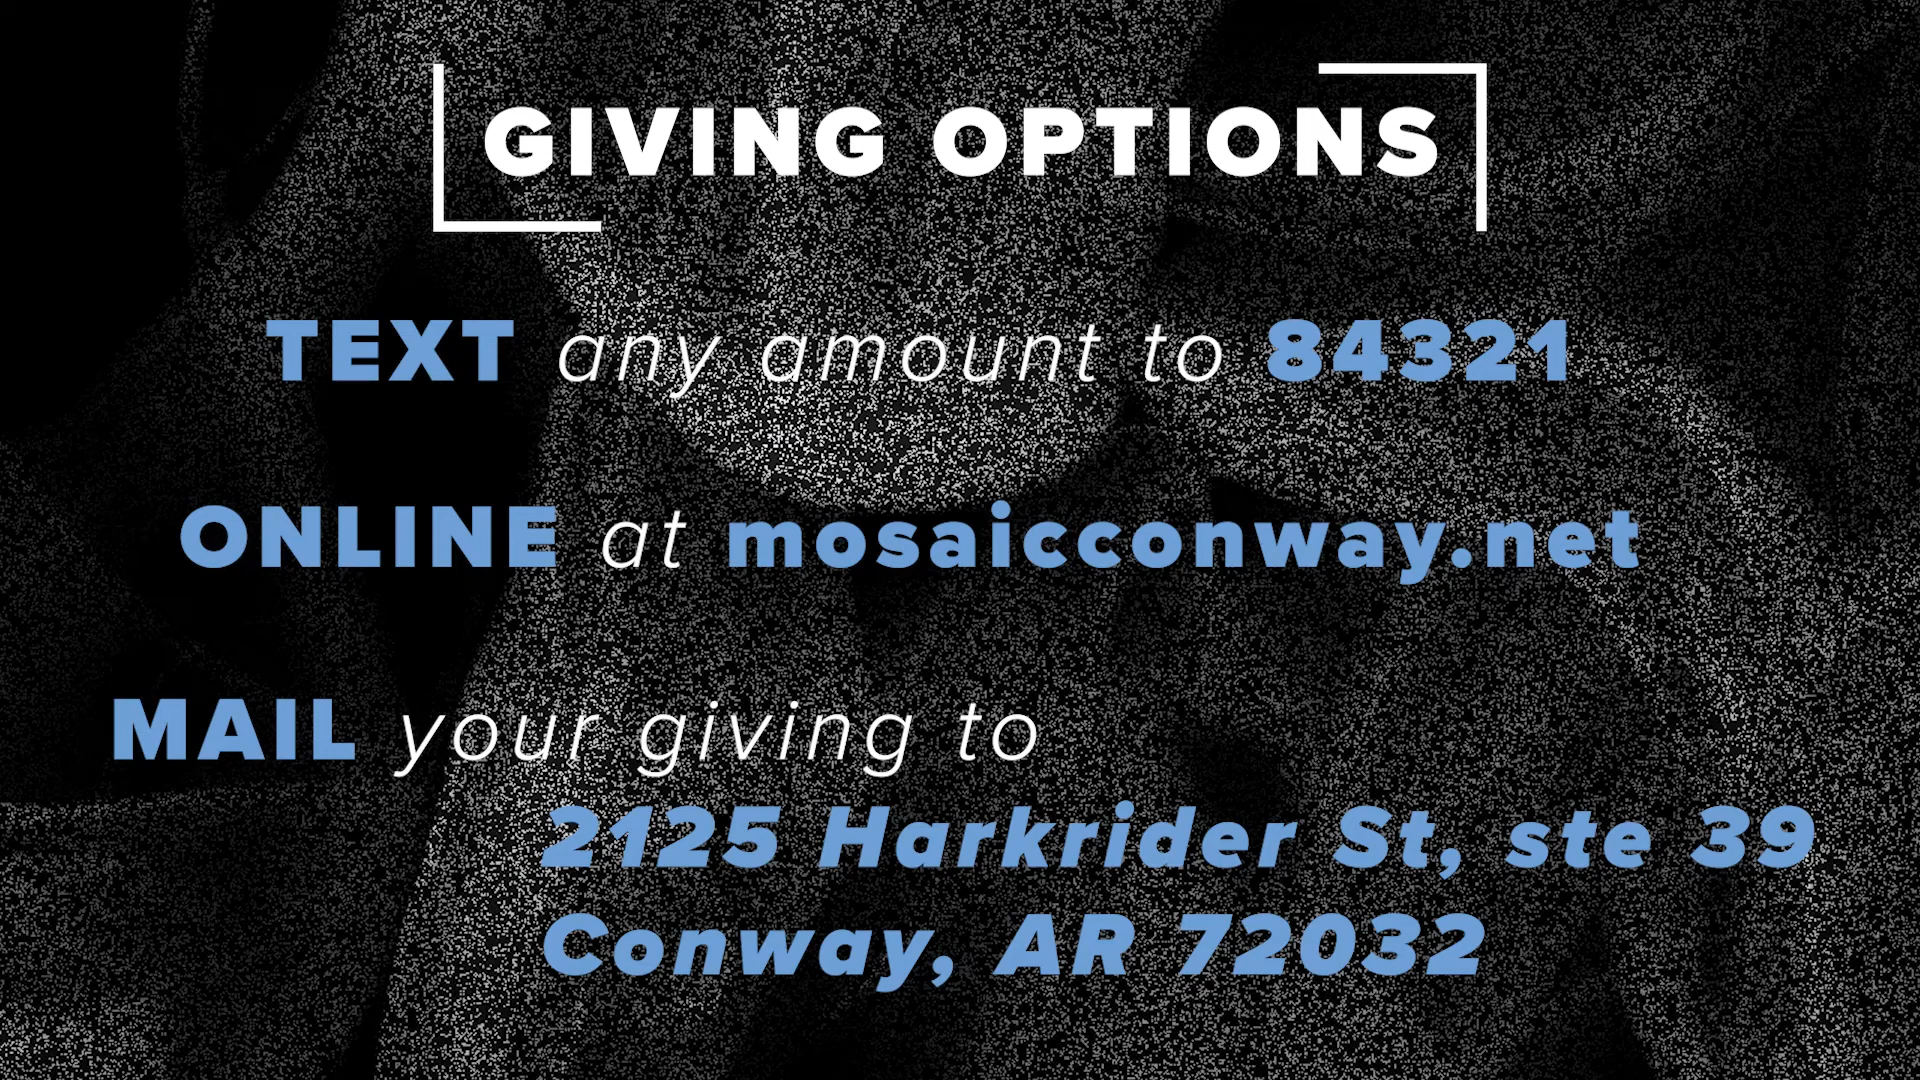 GIVING OPTIONS
TEXT any amount to 84321
ONLINE at mosaicconway.net
MAIL your giving to
2125 Harkrider St, ste 39
Conway, AR 72032